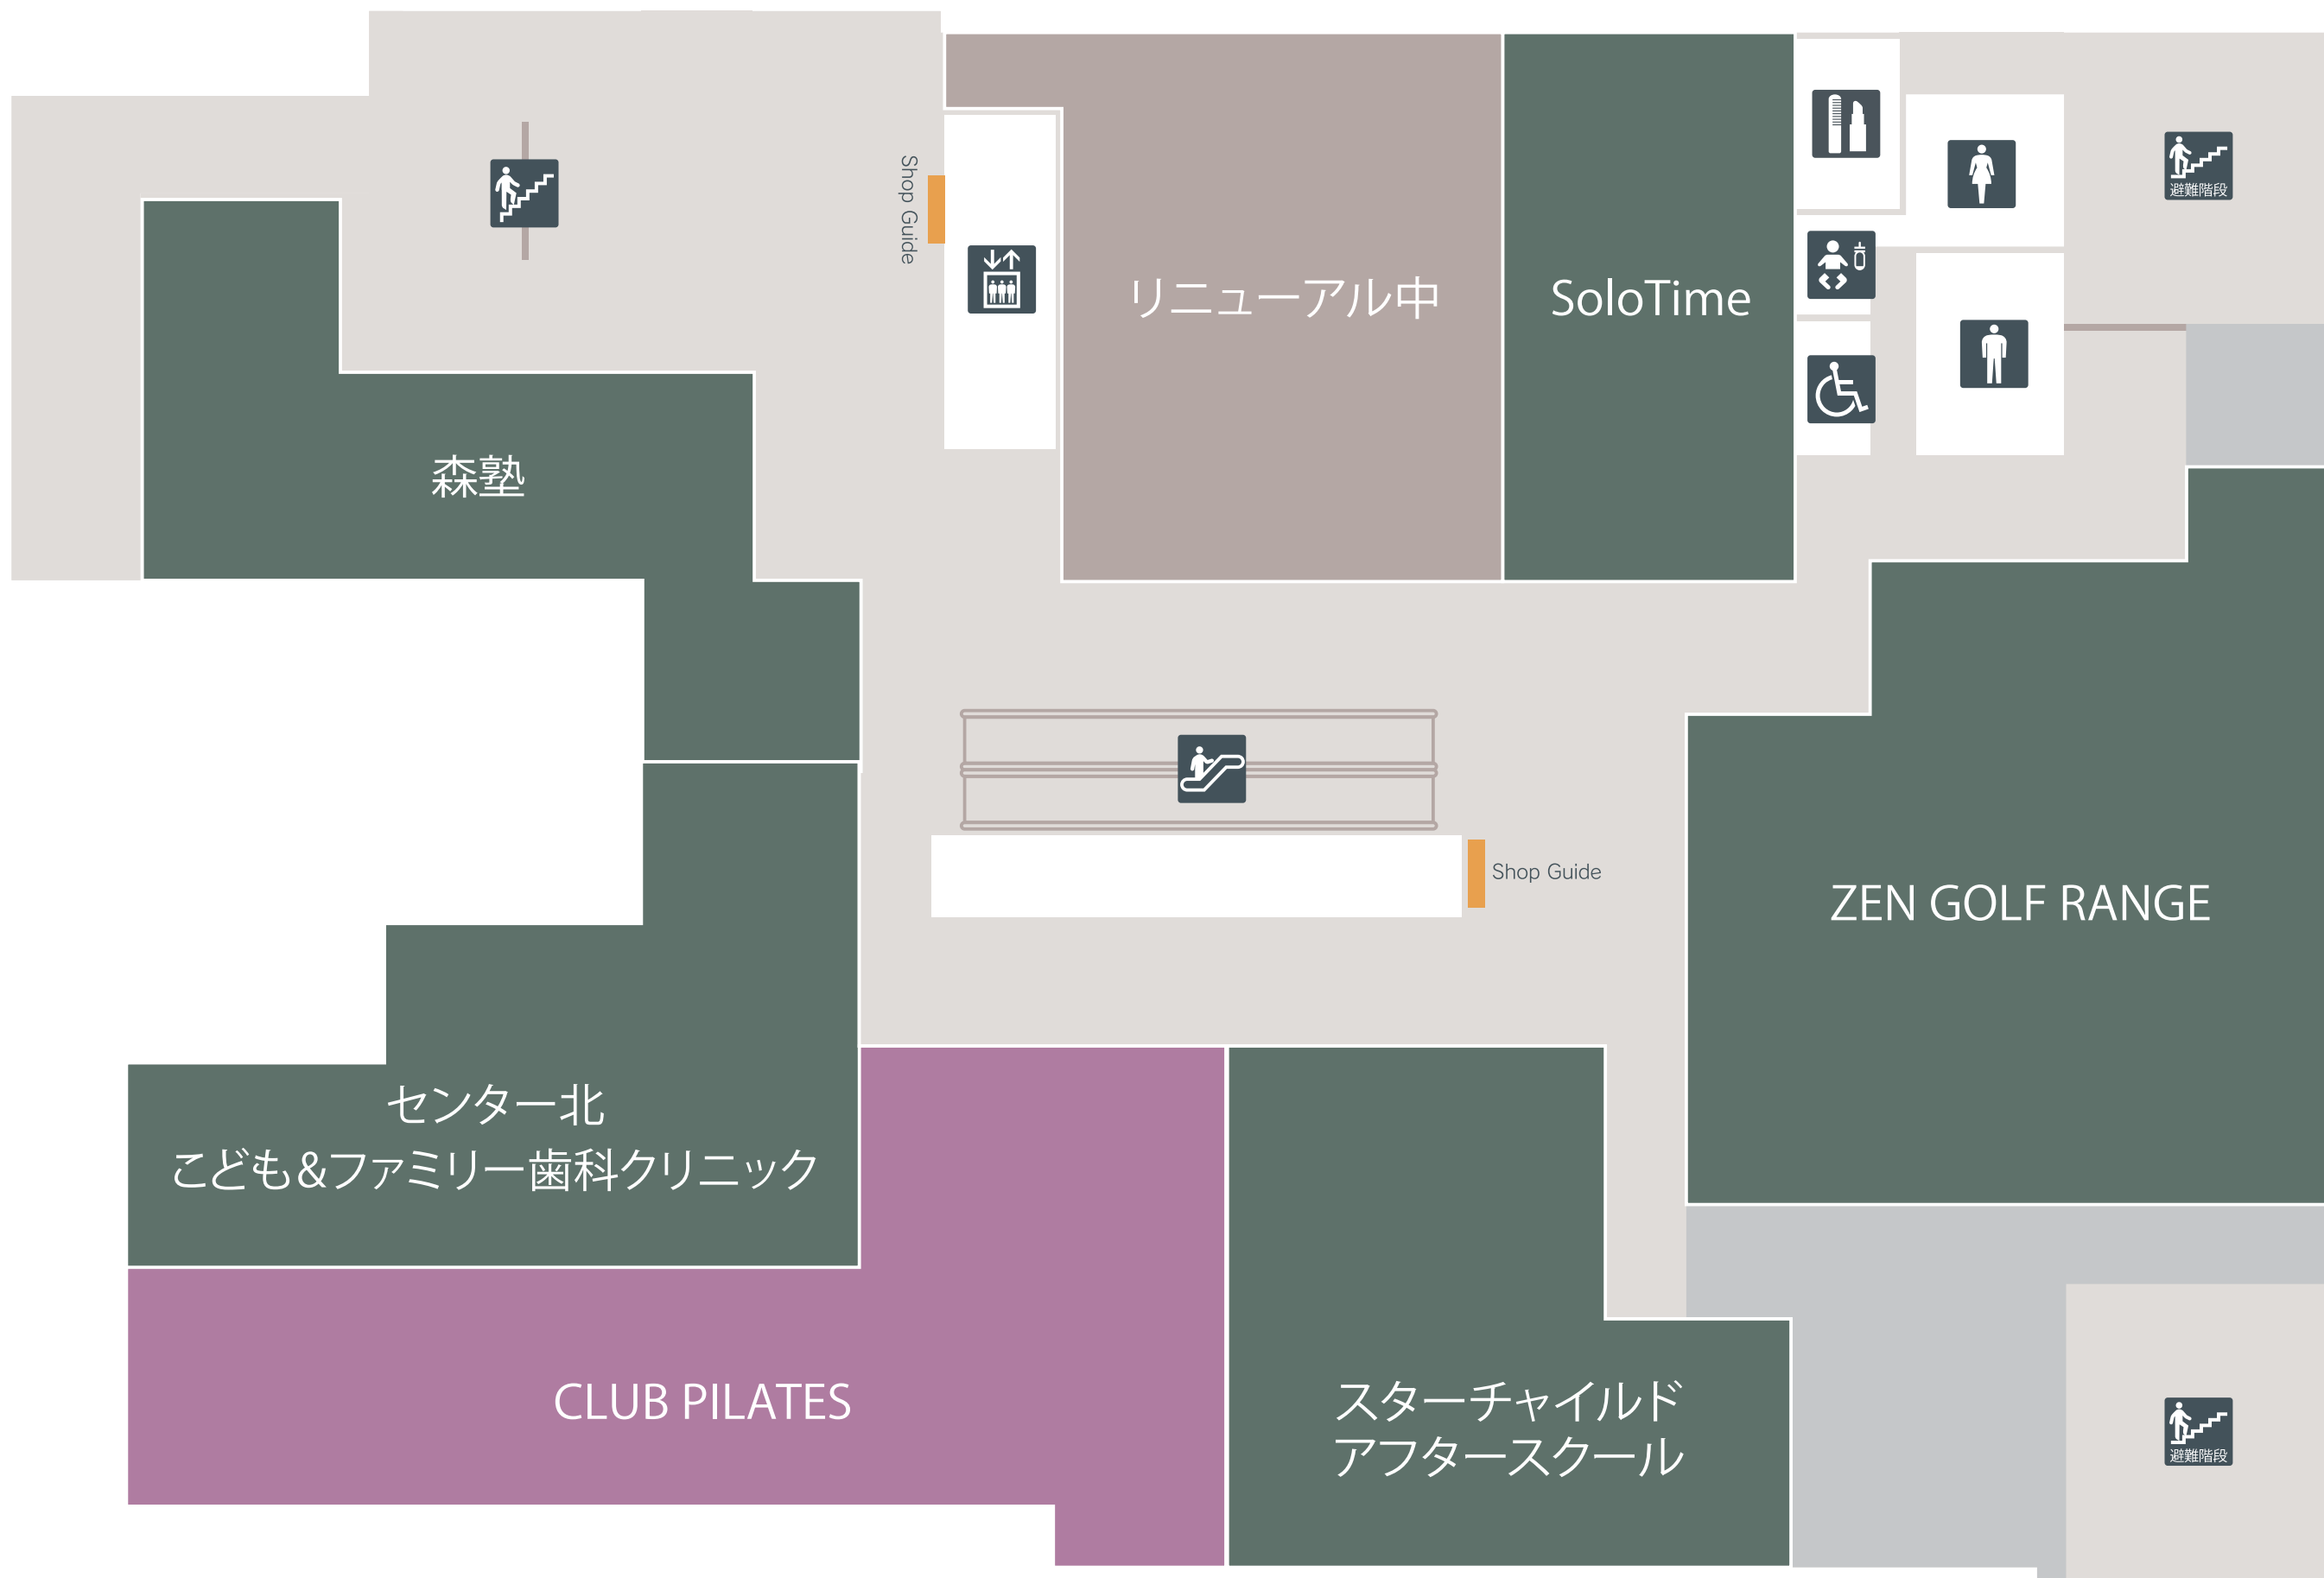 Shop Guide
リニューアル中
SoloTime
避難階段
森塾
Shop Guide
ZEN GOLF RANGE
センター北
こども&ファミリー歯科クリニック
CLUB PILATES
スターチャイルド
アフタースクール
避難階段